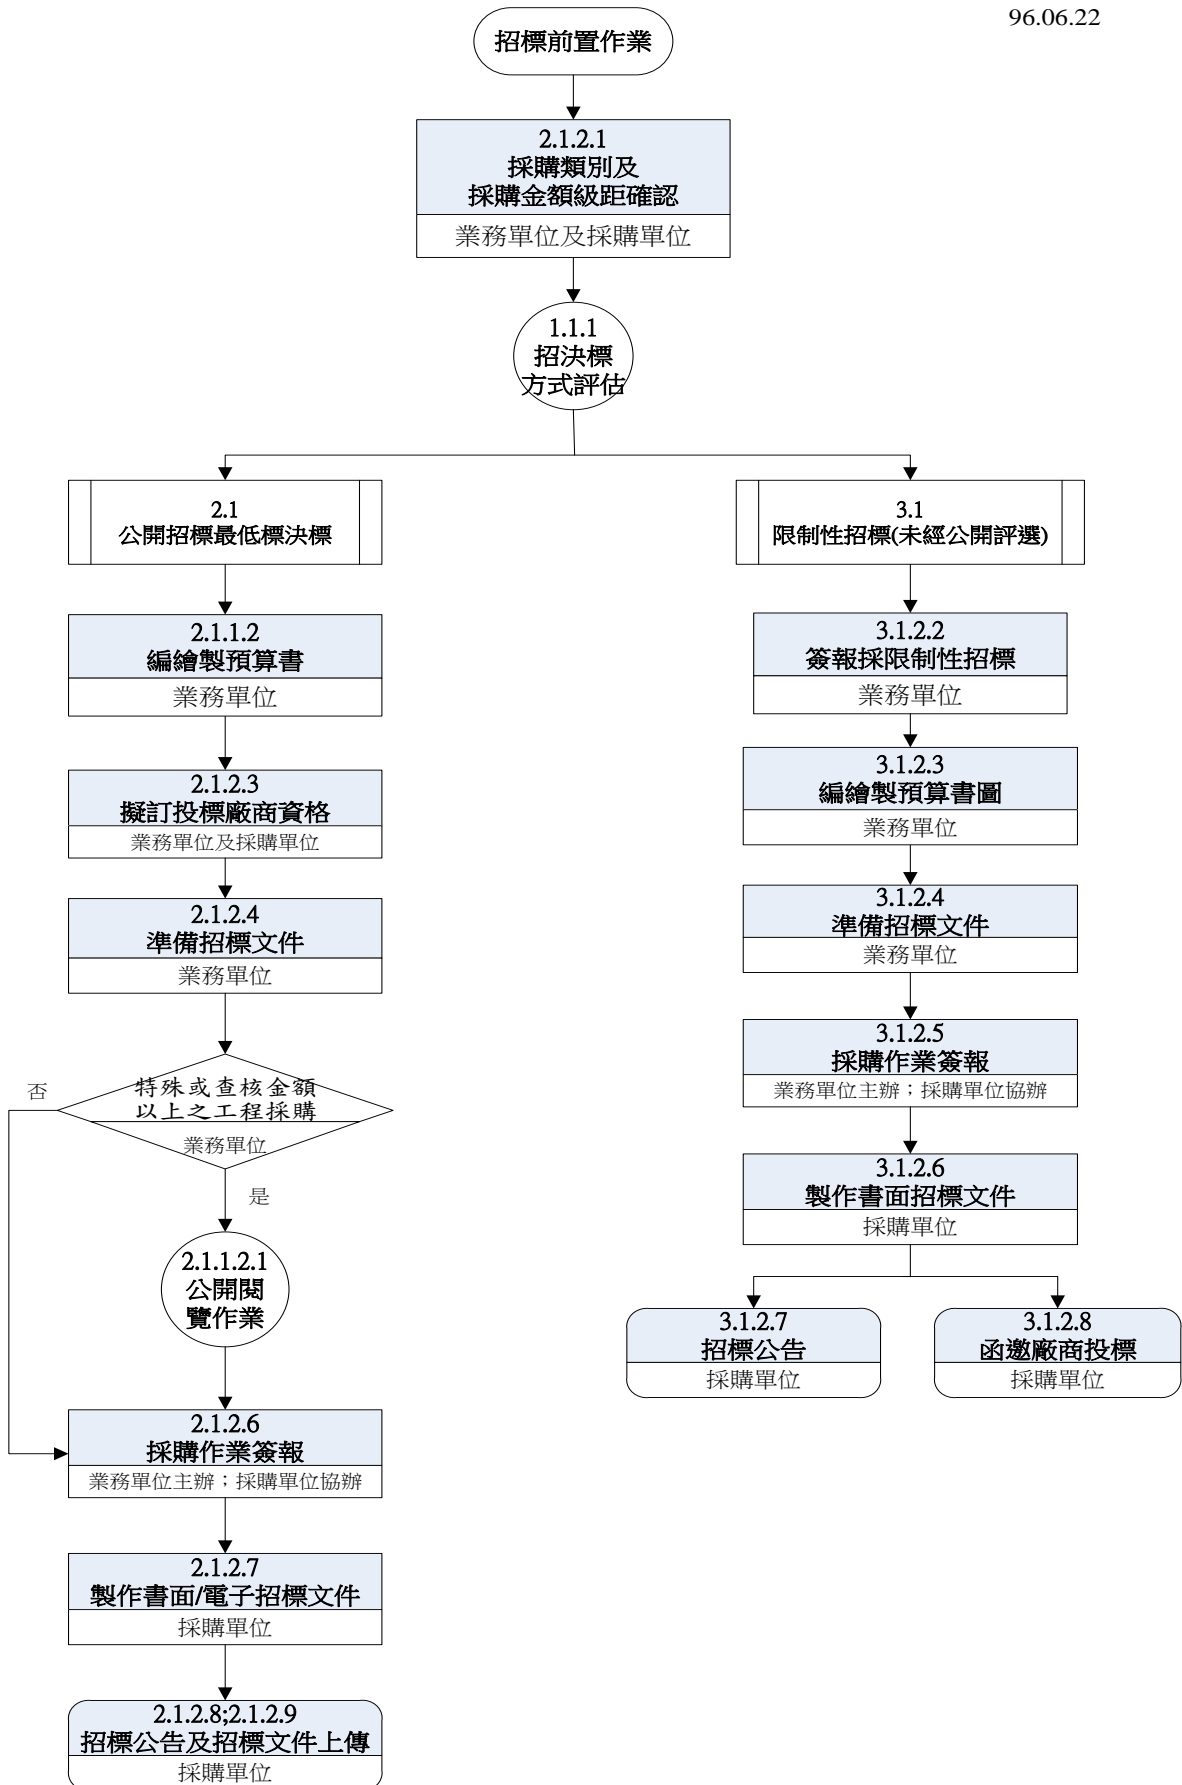 96.06.22
招標前置作業
2.1.2.1
採購類別及
採購金額級距確認
業務單位及採購單位
1.1.1
招決標
方式評估
2.1
公開招標最低標決標
2.1.1.2
編繪製預算書
業務單位
2.1.2.3
擬訂投標廠商資格
業務單位及採購單位
2.1.2.4
準備招標文件
業務單位
否
特殊或查核金額
以上之工程採購
業務單位
是
2.1.1.2.1
公開閱
覽作業
2.1.2.6
採購作業簽報
業務單位主辦；採購單位協辦
2.1.2.7
製作書面/電子招標文件
採購單位
2.1.2.8;2.1.2.9
招標公告及招標文件上傳
採購單位
3.1
限制性招標(未經公開評選)
3.1.2.2
簽報採限制性招標
業務單位
3.1.2.3
編繪製預算書圖
業務單位
3.1.2.4
準備招標文件
業務單位
3.1.2.5
採購作業簽報
業務單位主辦；採購單位協辦
3.1.2.6
製作書面招標文件
採購單位
3.1.2.7
招標公告
採購單位
3.1.2.8
函邀廠商投標
採購單位